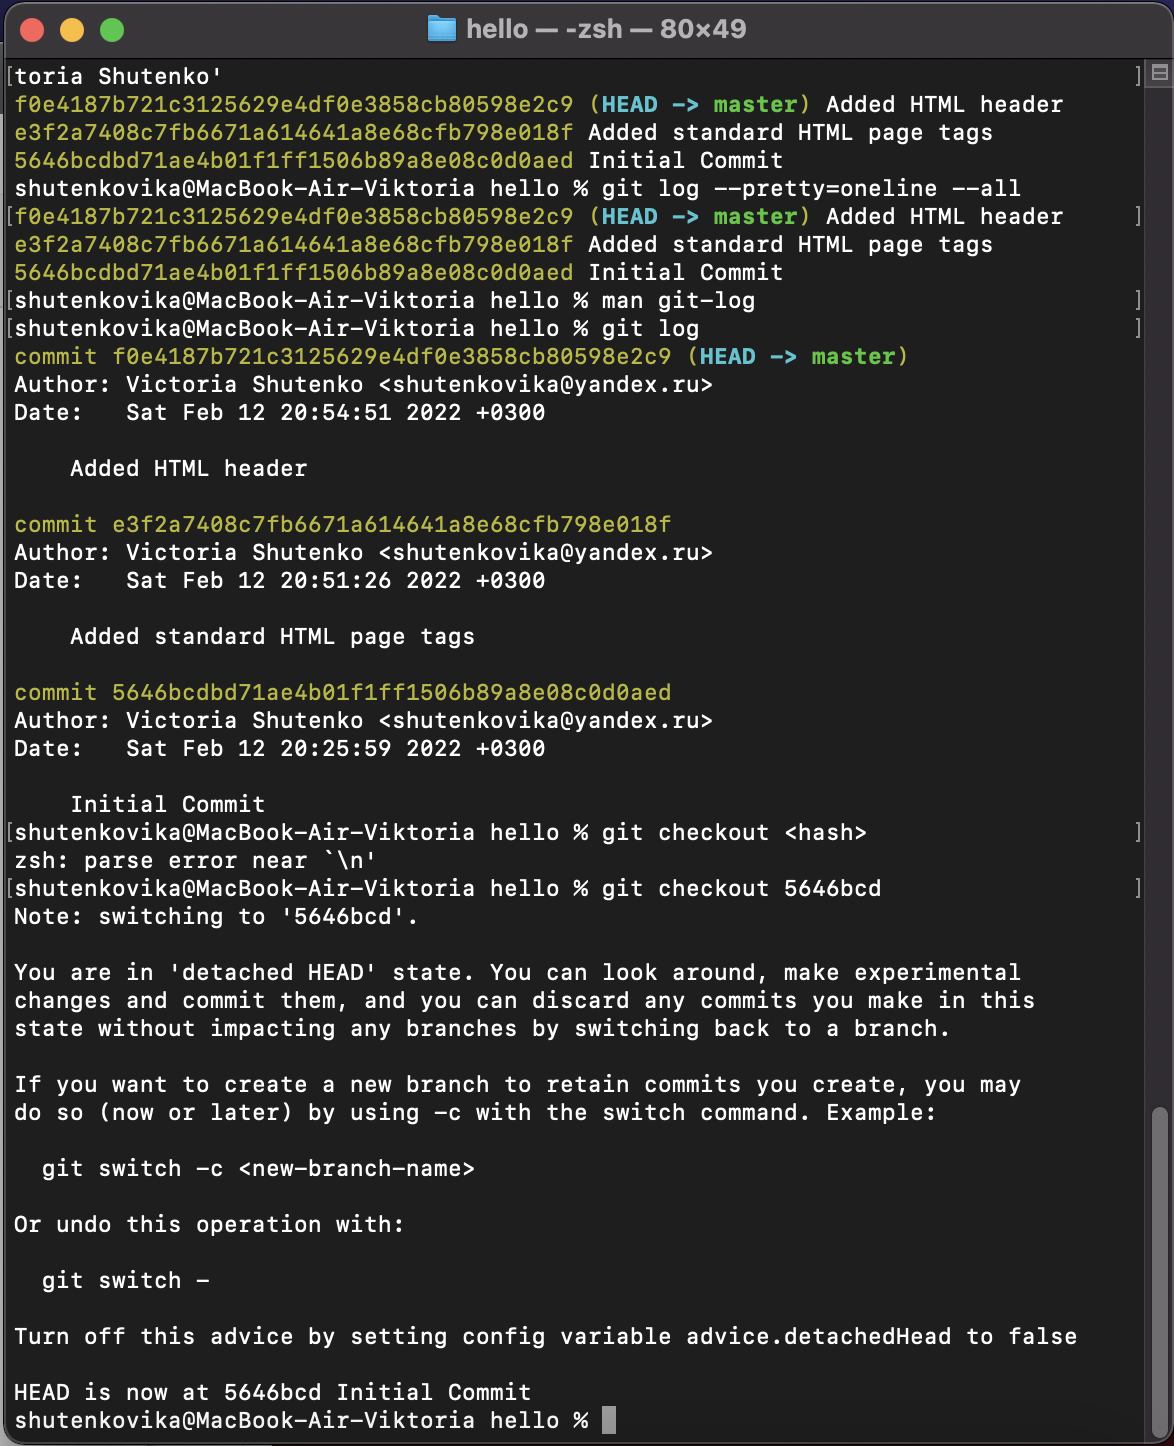 hello — -zsh — 80×49
toria Shutenko'
f0e4187b721c3125629e4df0e3858cb80598e2c9 (HEAD -> master) Added HTML header
e3f2a7408c7fb6671a614641a8e68cfb798e018f Added standard HTML page tags
5646bcdbd71ae4b01f1ff1506b89a8e08c0d0aed Initial Commit
shutenkovika@MacBook-Air-Viktoria hello % git log --pretty=oneline --all
f0e4187b721c3125629e4df0e3858cb80598e2c9 (HEAD -> master) Added HTML header
e3f2a7408c7fb6671a614641a8e68cfb798e018f Added standard HTML page tags
5646bcdbd71ae4b01f1ff1506b89a8e08c0d0aed Initial Commit
shutenkovika@MacBook-Air-Viktoria hello % man git-log
shutenkovika@MacBook-Air-Viktoria hello % git log
commit f0e4187b721c3125629e4df0e3858cb80598e2c9 (HEAD -> master)
Author: Victoria Shutenko <shutenkovika@yandex.ru>
Date:   Sat Feb 12 20:54:51 2022 +0300
    Added HTML header
commit e3f2a7408c7fb6671a614641a8e68cfb798e018f
Author: Victoria Shutenko <shutenkovika@yandex.ru>
Date:   Sat Feb 12 20:51:26 2022 +0300
    Added standard HTML page tags
commit 5646bcdbd71ae4b01f1ff1506b89a8e08c0d0aed
Author: Victoria Shutenko <shutenkovika@yandex.ru>
Date:   Sat Feb 12 20:25:59 2022 +0300
    Initial Commit
shutenkovika@MacBook-Air-Viktoria hello % git checkout <hash>
zsh: parse error near `\n'
shutenkovika@MacBook-Air-Viktoria hello % git checkout 5646bcd
Note: switching to '5646bcd'.
You are in 'detached HEAD' state. You can look around, make experimental
changes and commit them, and you can discard any commits you make in this
state without impacting any branches by switching back to a branch.
If you want to create a new branch to retain commits you create, you may
do so (now or later) by using -c with the switch command. Example:
  git switch -c <new-branch-name>
Or undo this operation with:
  git switch -
Turn off this advice by setting config variable advice.detachedHead to false
HEAD is now at 5646bcd Initial Commit
shutenkovika@MacBook-Air-Viktoria hello %